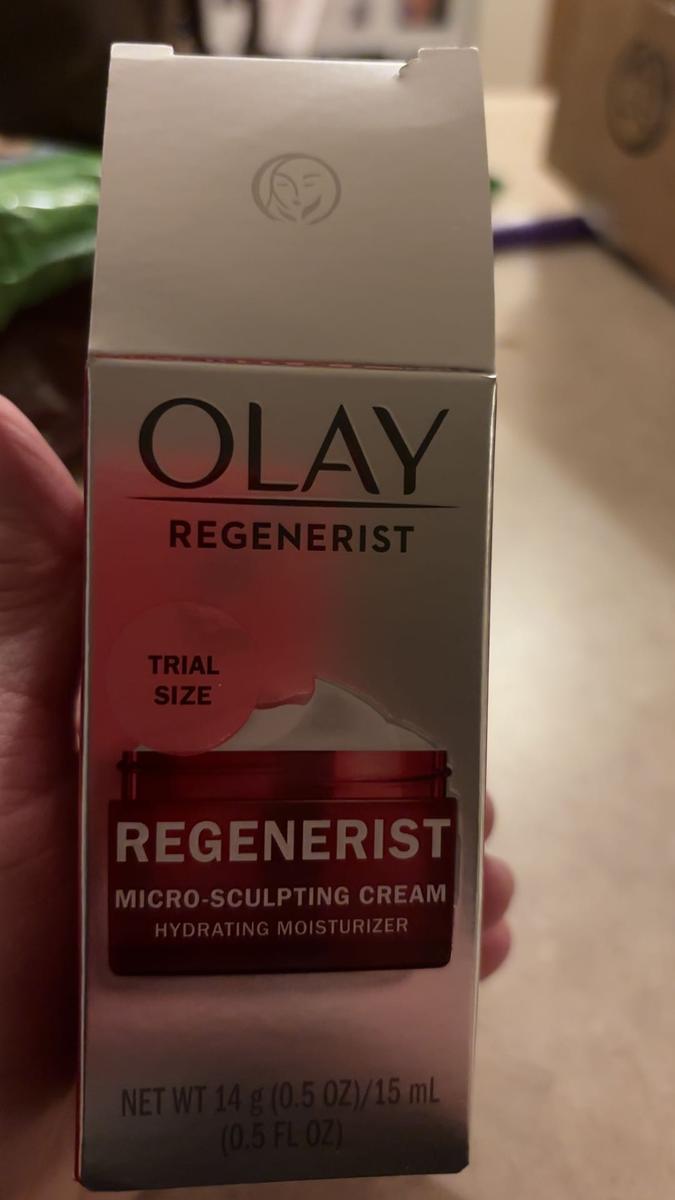 OLAY
REGENERIST
TRIAL
SIZE
REGENERIST
MICRO-SCULPTING CREAM
HYDRATING MOISTURIZER
NET WT 14 g (0.5 OZ)/15 mL
(0.5 FL OZ)